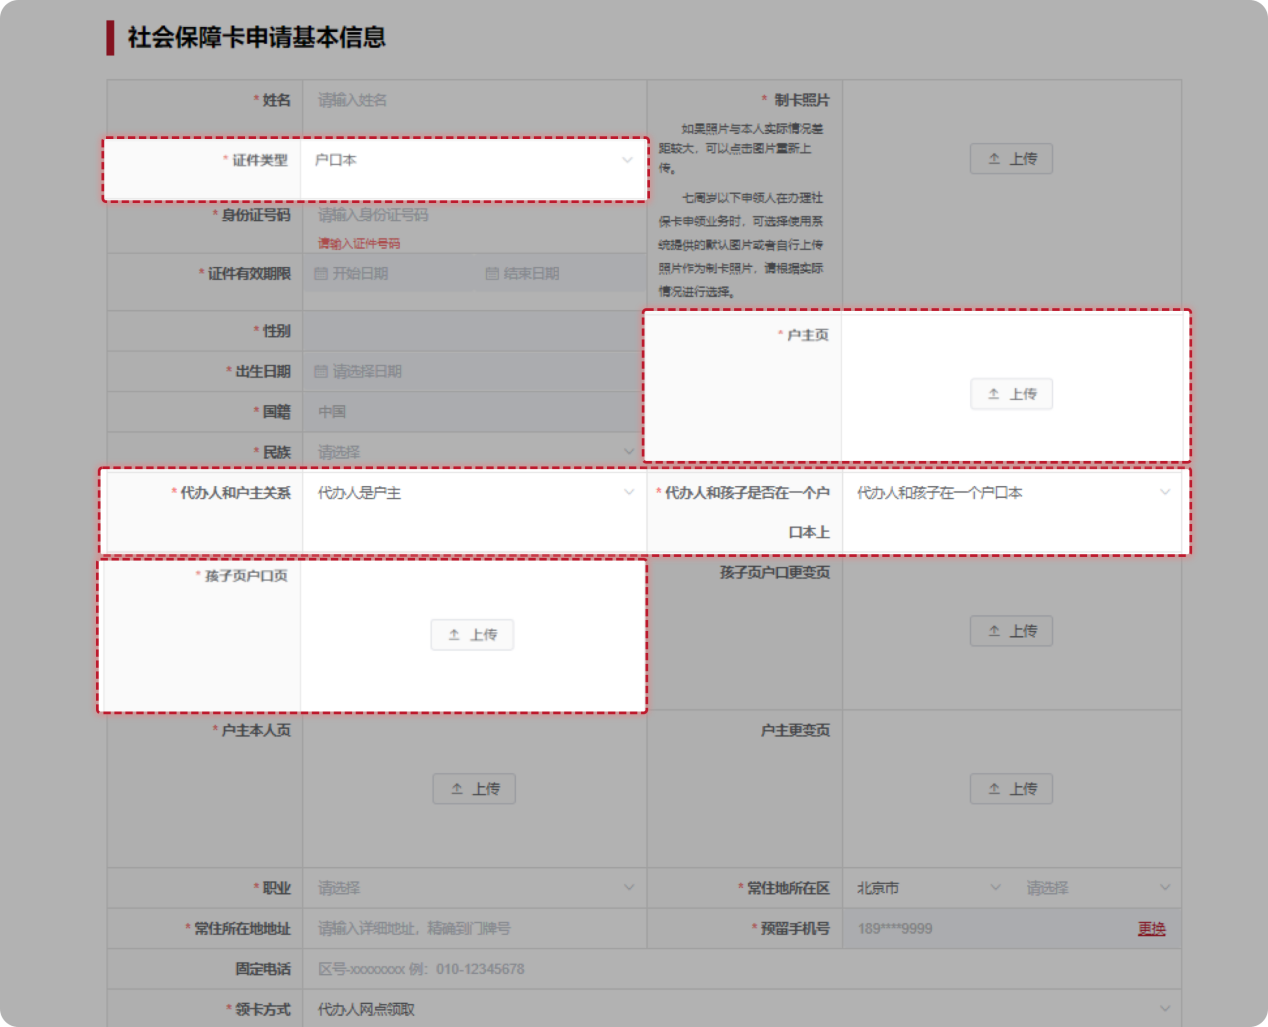 社会保障卡申请基本信息
* 姓名
请输入姓名
* 制卡照片
如果照片与本人实际情况差
距较大，可以点击图片重新上
传。
七周岁以下申领人在办理社
保卡申领业务时，可选择使用系
统提供的默认图片或者自行上传
照片作为制卡照片，请根据实际
情况进行选择。
上传
* 证件类型
户口本
* 身份证号码
请输入身份证号码
请输入证件号码
* 证件有效期限
开始日期
结束日期
* 性别
* 户主页
上传
* 出生日期
请选择日期
* 国籍
中国
* 民族
请选择
* 代办人和户主关系
代办人是户主
* 代办人和孩子是否在一个户
口本上
代办人和孩子在一个户口本
* 孩子页户口页
上传
孩子页户口更变页
上传
* 户主本人页
上传
户主更变页
上传
* 职业
请选择
* 常住地所在区
北京市
请选择
* 常住所在地地址
请输入详细地址，精确到门牌号
* 预留手机号
189****9999
更换
固定电话
区号-xxxxxxxx 例：010-12345678
* 领卡方式
代办人网点领取